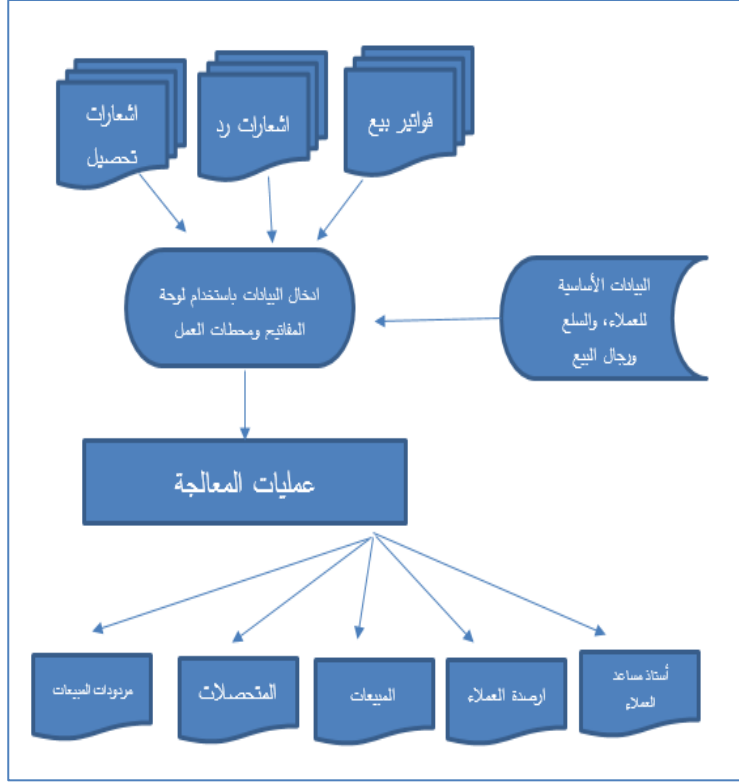 فواتير بيع
اشعارات رد
اشعارات
تحصيل
البيانات الأساسية
للعملاء، والسلع
ورجال البيع
ادخال البيانات باستخدام لوحة
المفاتيح ومحطات العمل
عمليات المعالجة
أستاذ مساعد
العملاء
ارصدة العملاء
المبيعات
المتحصلات
مردودات المبيعات